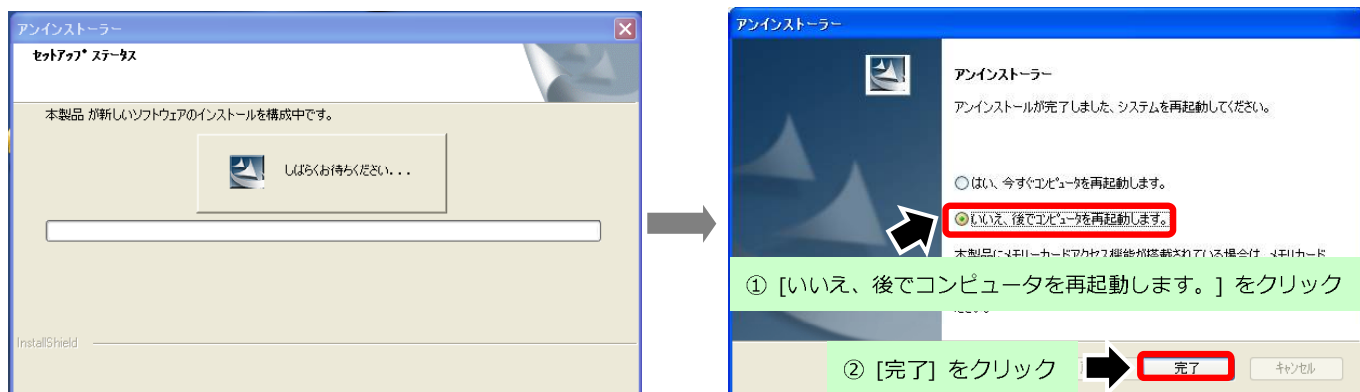 アンインストーラー
セットアップ ステータス
本製品 が新しいソフトウェアのインストールを構成中です。
しばらくお待ちください...
InstallShield
アンインストーラー
アンインストーラー
アンインストールが完了しました、システムを再起動してください。
はい、今すぐコンピュータを再起動します。
いいえ、後でコンピュータを再起動します。
本製品にメモリーカードアクセス機能が搭載されている場合は、メモリカード
① [いいえ、後でコンピュータを再起動します。] をクリック
② [完了] をクリック
完了
キャンセル